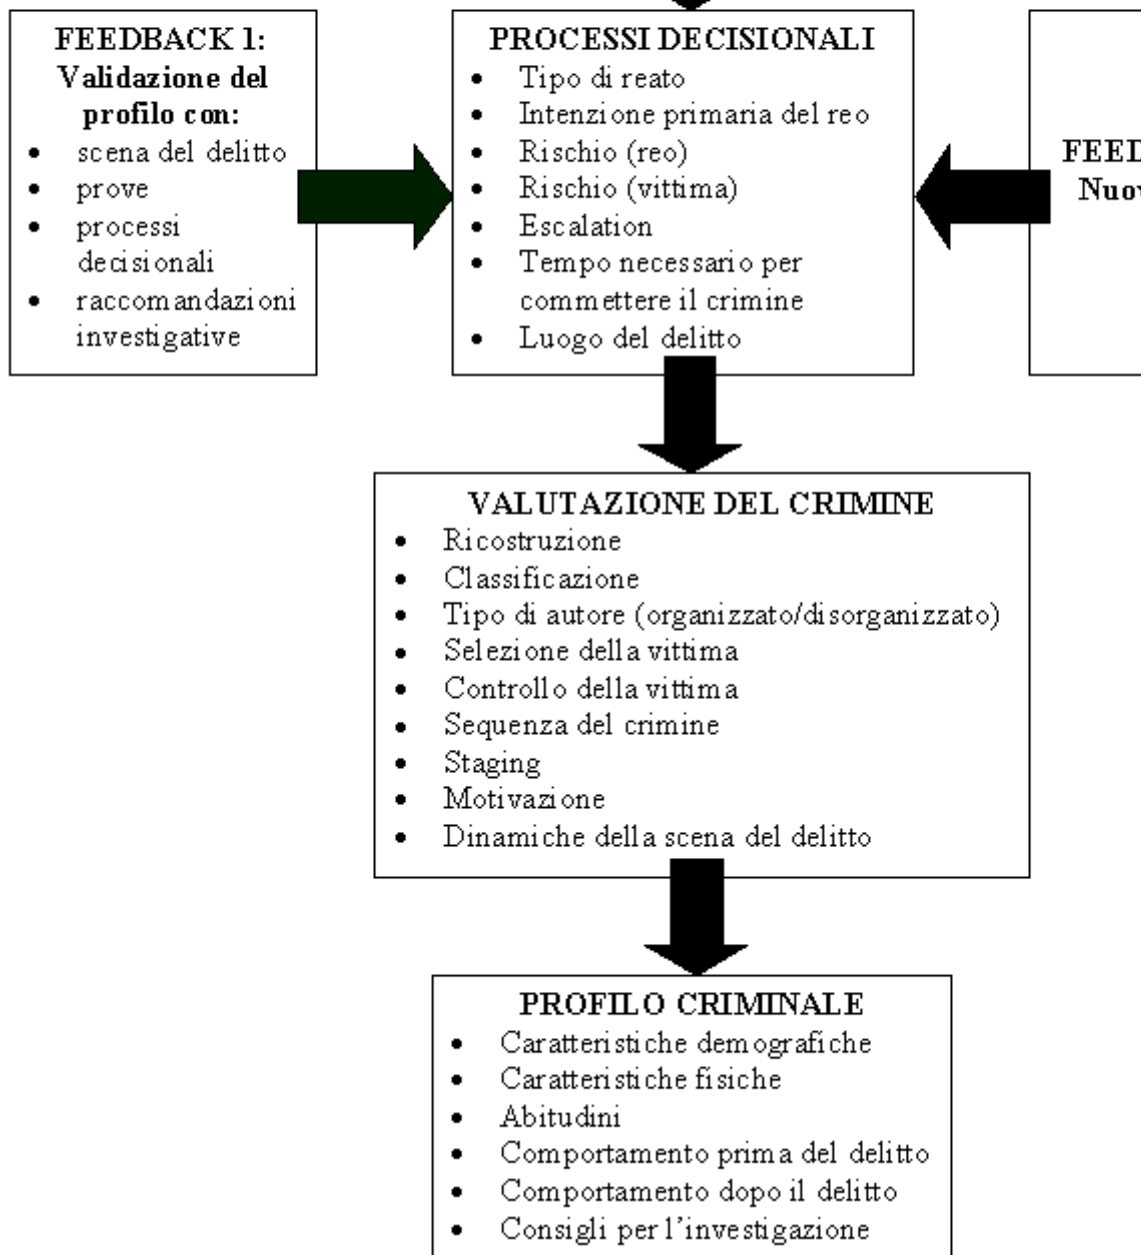 FEEDBACK 1:
Validazione del
profilo con:
• scena del delitto
• prove
• processi
decisionali
• raccomandazioni
investigative
PROCESSI DECISIONALI
• Tipo di reato
• Intenzione primaria del reo
• Rischio (reo)
• Rischio (vittima)
• Escalation
• Tempo necessario per
commettere il crimine
• Luogo del delitto
FEED
Nuov
VALUTAZIONE DEL CRIMINE
• Ricostruzione
• Classificazione
• Tipo di autore (organizzato/disorganizzato)
• Selezione della vittima
• Controllo della vittima
• Sequenza del crimine
• Staging
• Motivazione
• Dinamiche della scena del delitto
PROFILO CRIMINALE
• Caratteristiche demografiche
• Caratteristiche fisiche
• Abitudini
• Comportamento prima del delitto
• Comportamento dopo il delitto
• Consigli per l'investigazione